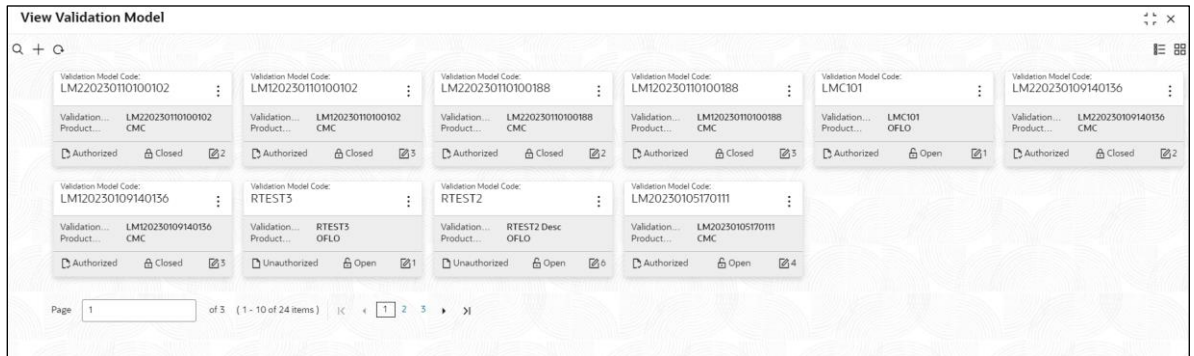 View Validation Model
Validation Model Code: Validation Model Code: Validation Model Code: Validation Model Code: Validation Model Code: Validation Model Code:
LM220230110100102 LM120230110100102 LM220230110100188 LM120230110100188 LMC101 LM220230109140136
Validation... LM220230110100102 Validation... LM120230110100102 Validation... LM220230110100188 Validation... LM120230110100188 Validation... LMC101 Validation... LM220230109140136
Product... CMC Product... CMC Product... CMC Product... CMC Product... OFLO Product... CMC
Authorized Closed 2 Authorized Closed 3 Authorized Closed 2 Authorized Closed 3 Authorized Open 1 Authorized Closed 2
Validation Model Code: Validation Model Code: Validation Model Code: Validation Model Code:
LM120230109140136 RTEST3 RTEST2 LM20230105170111
Validation... LM120230109140136 Validation... RTEST3 Validation... RTEST2 Desc Validation... LM20230105170111
Product... CMC Product... OFLO Product... OFLO Product... CMC
Authorized Closed 3 Unauthorized Open 1 Unauthorized Open 6 Authorized Open 4
Page 1 of 3 (1 - 10 of 24 items) 1 2 3